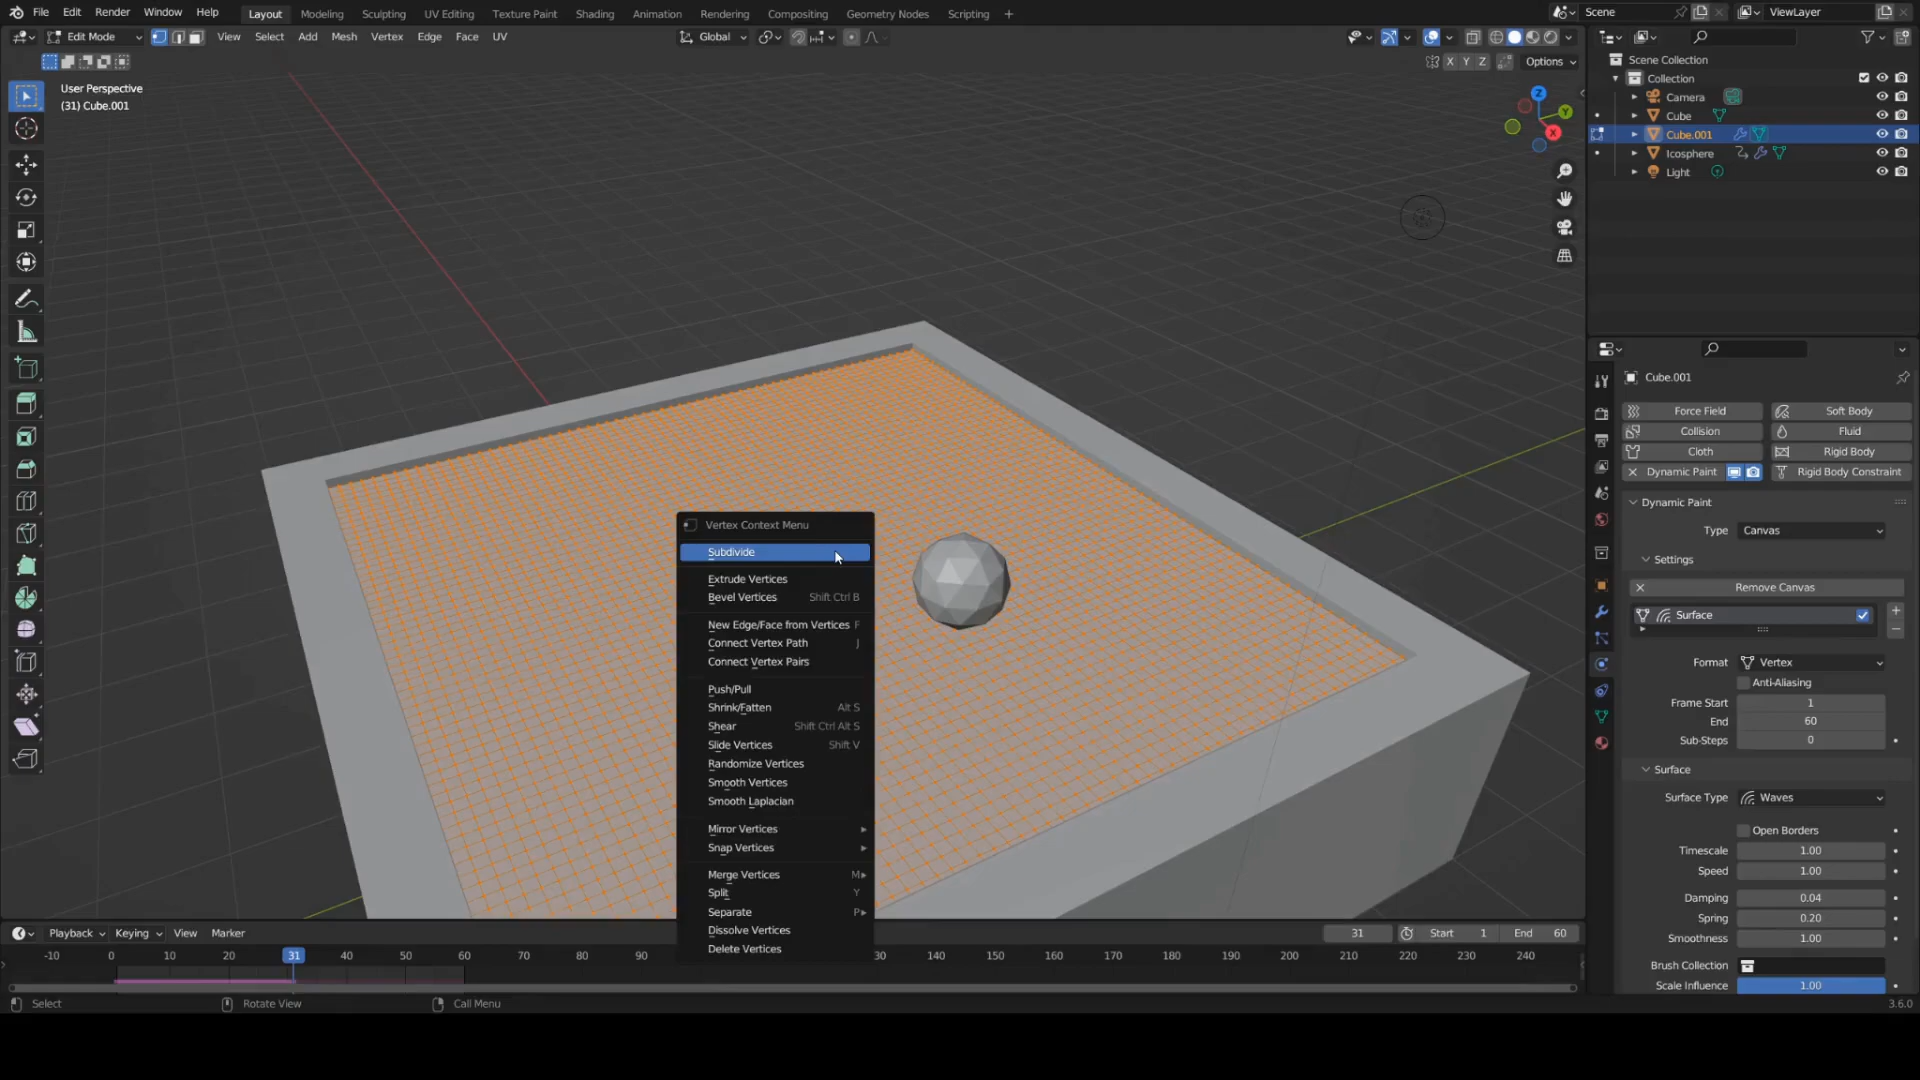 File Edit Render Window Help Layout Modeling Sculpting UV Editing Texture Paint Shading Animation Rendering Compositing Geometry Nodes Scripting + Scene ViewLayer
Edit Mode View Select Add Mesh Vertex Edge Face UV Global
X Y Z Options
User Perspective
(31) Cube.001
Z
Y
X
Scene Collection
Collection
Camera
Cube
Cube.001
Icosphere
Light
Cube.001
Force Field Soft Body
Collision Fluid
Cloth Rigid Body
Dynamic Paint Rigid Body Constraint
Dynamic Paint
Type Canvas
Settings
Remove Canvas
Surface
Format Vertex
Anti-Aliasing
Frame Start 1
End 60
Sub-Steps 0
Surface
Surface Type Waves
Open Borders
Timescale 1.00
Speed 1.00
Damping 0.04
Spring 0.20
Smoothness 1.00
Brush Collection
Scale Influence 1.00
Vertex Context Menu
Subdivide
Extrude Vertices
Bevel Vertices Shift Ctrl B
New Edge/Face from Vertices F
Connect Vertex Path J
Connect Vertex Pairs
Push/Pull
Shrink/Fatten Alt S
Shear Shift Ctrl Alt S
Slide Vertices Shift V
Randomize Vertices
Smooth Vertices
Smooth Laplacian
Mirror Vertices
Snap Vertices
Merge Vertices M
Split Y
Separate P
Dissolve Vertices
Delete Vertices
Playback Keying View Marker 31 Start 1 End 60
-10 0 10 20 31 40 50 60 70 80 90 30 140 150 160 170 180 190 200 210 220 230 240
Select Rotate View Call Menu 3.6.0